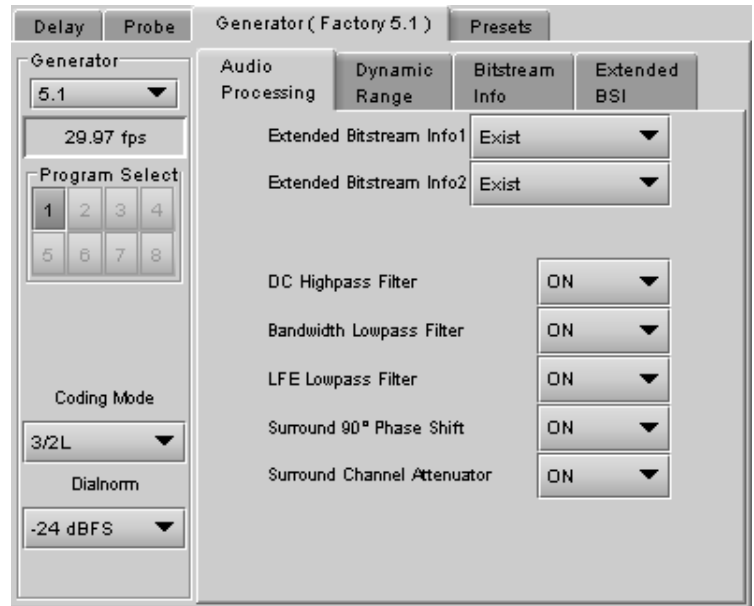 Delay Probe Generator ( Factory 5.1 ) Presets
Generator
5.1
29.97 fps
Program Select
1 2 3 4
5 6 7 8
Coding Mode
3/2L
Dialnorm
-24 dBFS
Audio Processing
Dynamic Range
Bitstream Info
Extended BSI
Extended Bitstream Info1 Exist
Extended Bitstream Info2 Exist
DC Highpass Filter ON
Bandwidth Lowpass Filter ON
LFE Lowpass Filter ON
Surround 90° Phase Shift ON
Surround Channel Attenuator ON